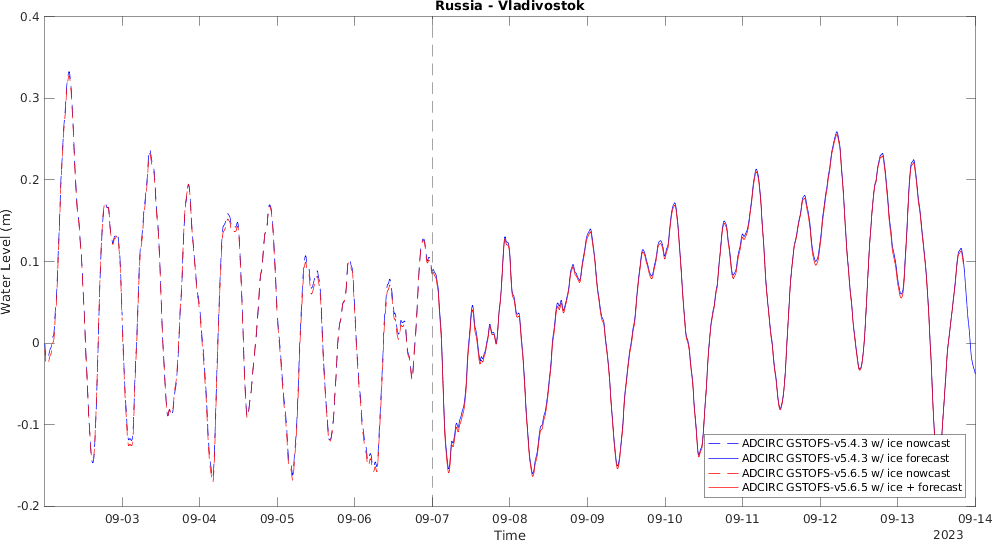 Russia - Vladivostok
0.4
0.3
0.2
0.1
0
-0.1
-0.2
Water Level (m)
ADCIRC GSTOFS-v5.4.3 w/ ice nowcast
ADCIRC GSTOFS-v5.4.3 w/ ice forecast
ADCIRC GSTOFS-v5.6.5 w/ ice nowcast
ADCIRC GSTOFS-v5.6.5 w/ ice + forecast
09-03 09-04 09-05 09-06 09-07 09-08 09-09 09-10 09-11 09-12 09-13 09-14
Time
2023